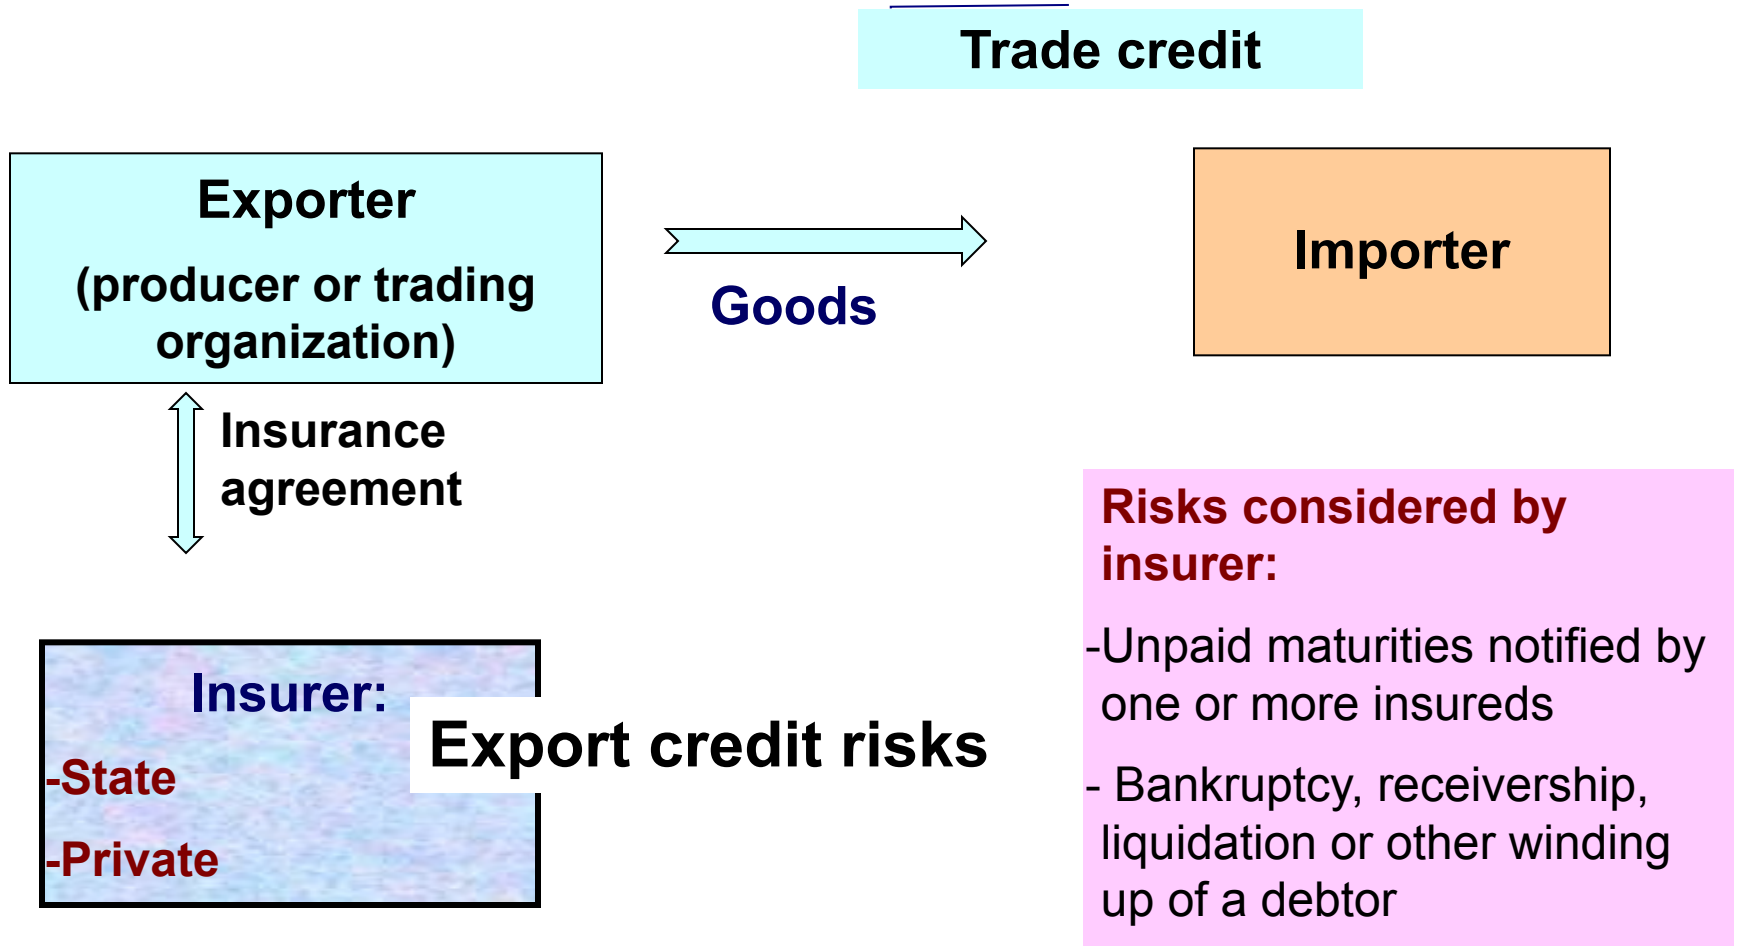 Trade credit
Exporter
(producer or trading
organization)
Goods
Importer
Insurance
agreement
Risks considered by
insurer:
-Unpaid maturities notified by
one or more insureds
- Bankruptcy, receivership,
liquidation or other winding
up of a debtor
Insurer:
-State
-Private
Export credit risks